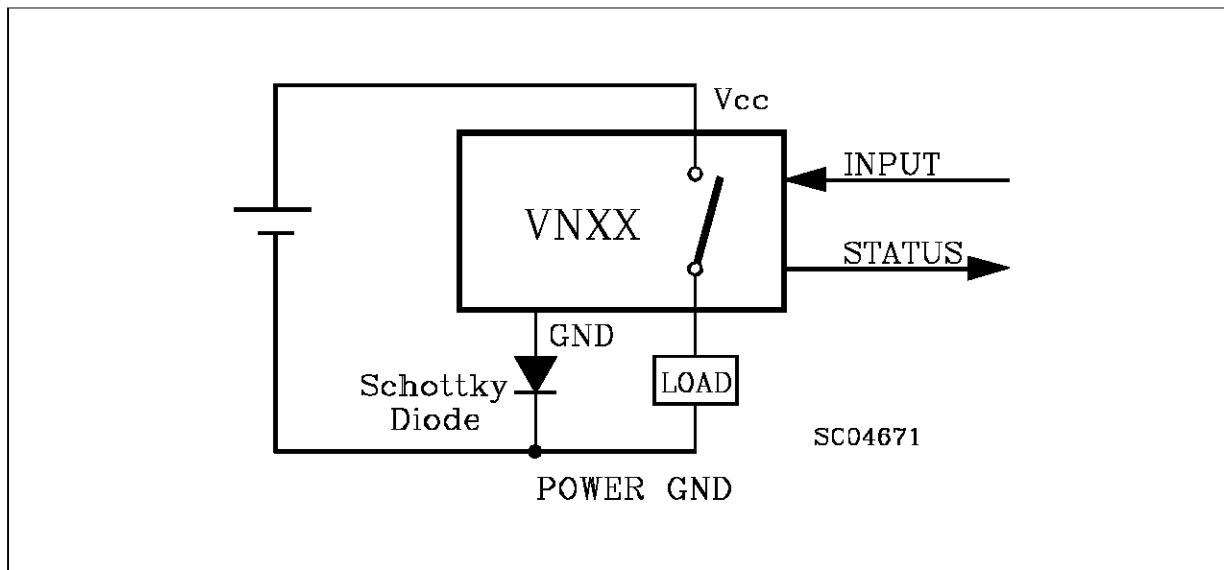 Vcc
INPUT
VNXX
STATUS
GND
Schottky
Diode
LOAD
SC04671
POWER GND